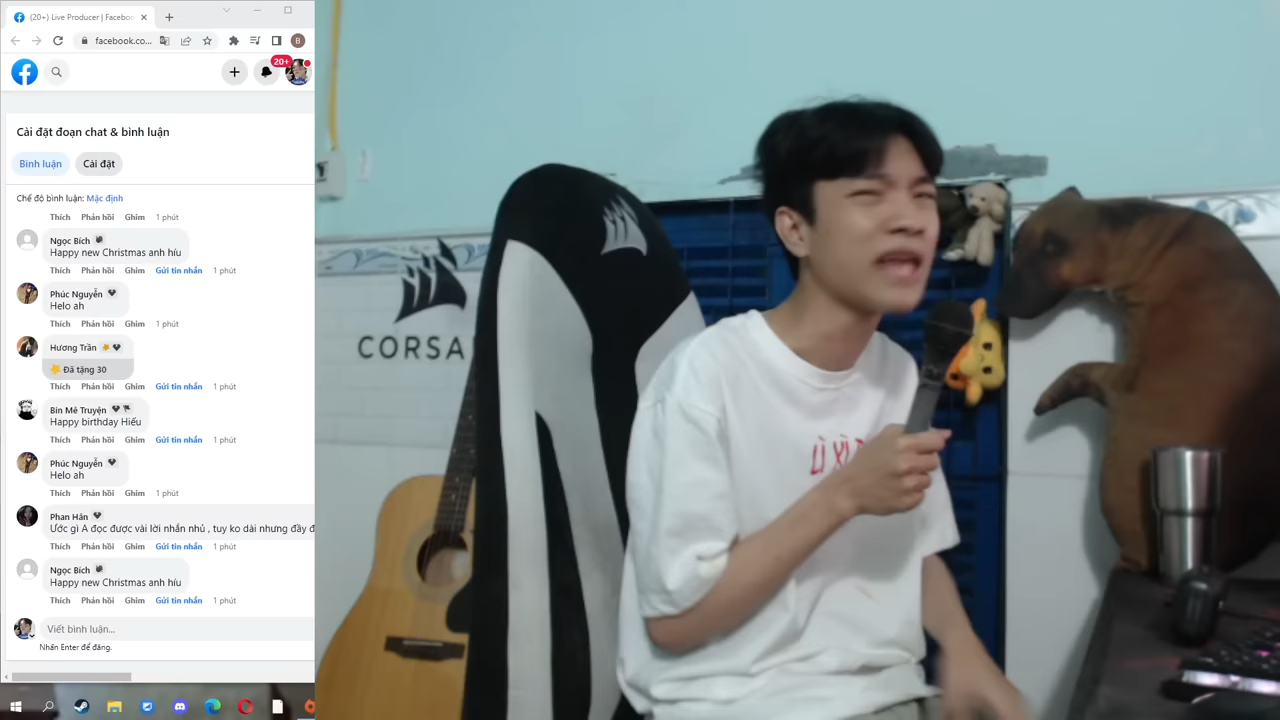 (20+) Live Producer | Facebook
facebook.co...
20+
B
Cài đặt đoạn chat & bình luận
Bình luận
Cài đặt
Chế độ bình luận: Mặc định
Thích Phản hồi Ghim 1 phút
Ngọc Bích
Happy new Christmas anh híu
Thích Phản hồi Ghim Gửi tin nhắn 1 phút
Phúc Nguyễn
Helo ah
Thích Phản hồi Ghim 1 phút
Hương Trần
Đã tặng 30
Thích Phản hồi Ghim Gửi tin nhắn 1 phút
Bín Mê Truyện
Happy birthday Hiếu
Thích Phản hồi Ghim Gửi tin nhắn 1 phút
Phúc Nguyễn
Helo ah
Thích Phản hồi Ghim 1 phút
Phan Hân
Ước gì A đọc được vài lời nhắn nhủ , tuy ko dài nhưng đầy đ
Thích Phản hồi Ghim Gửi tin nhắn 1 phút
Ngọc Bích
Happy new Christmas anh híu
Thích Phản hồi Ghim Gửi tin nhắn 1 phút
Viết bình luận...
Nhấn Enter để đăng.
CORSA
LÌ XÌ